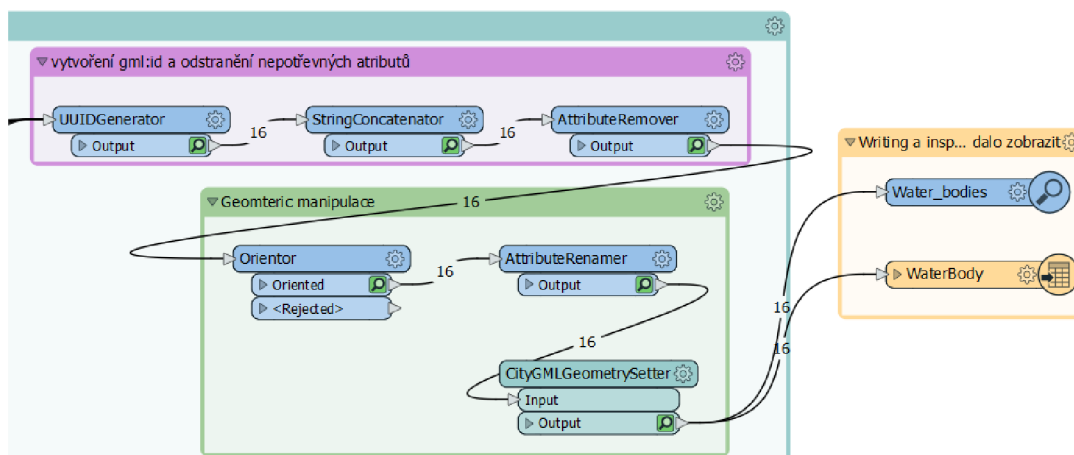 vytvoření gml:id a odstranění nepotřevných atributů
UUIDGenerator
Output
16
StringConcatenator
Output
16
AttributeRemover
Output
16
Geomteric manipulace
Orientor
Oriented
<Rejected>
16
AttributeRenamer
Output
16
CityGMLGeometrySetter
Input
Output
16
16
Writing a insp... dalo zobrazit
Water_bodies
WaterBody